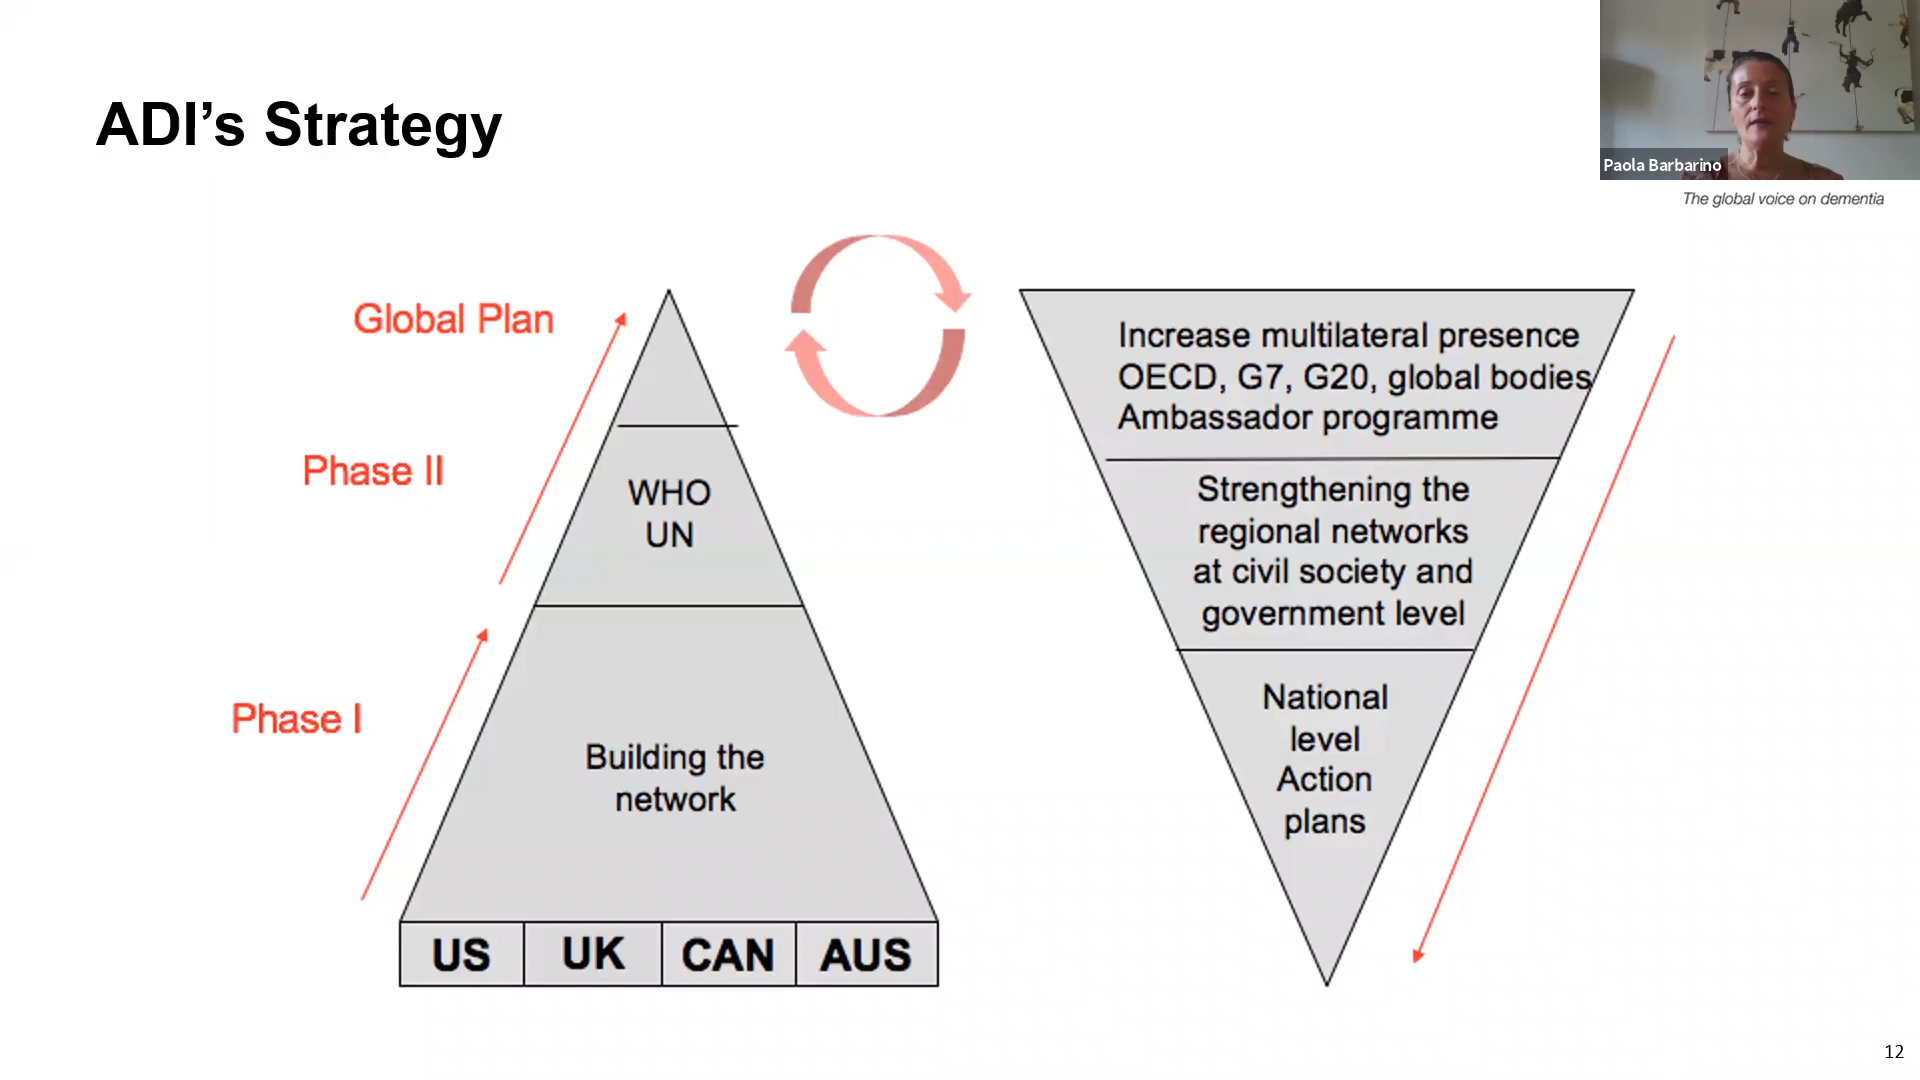 ADI’s Strategy
Paola Barbarino
The global voice on dementia
Global Plan
Phase II
Phase I
WHO
UN
Building the
network
US UK CAN AUS
Increase multilateral presence
OECD, G7, G20, global bodies
Ambassador programme
Strengthening the
regional networks
at civil society and
government level
National
level
Action
plans
12